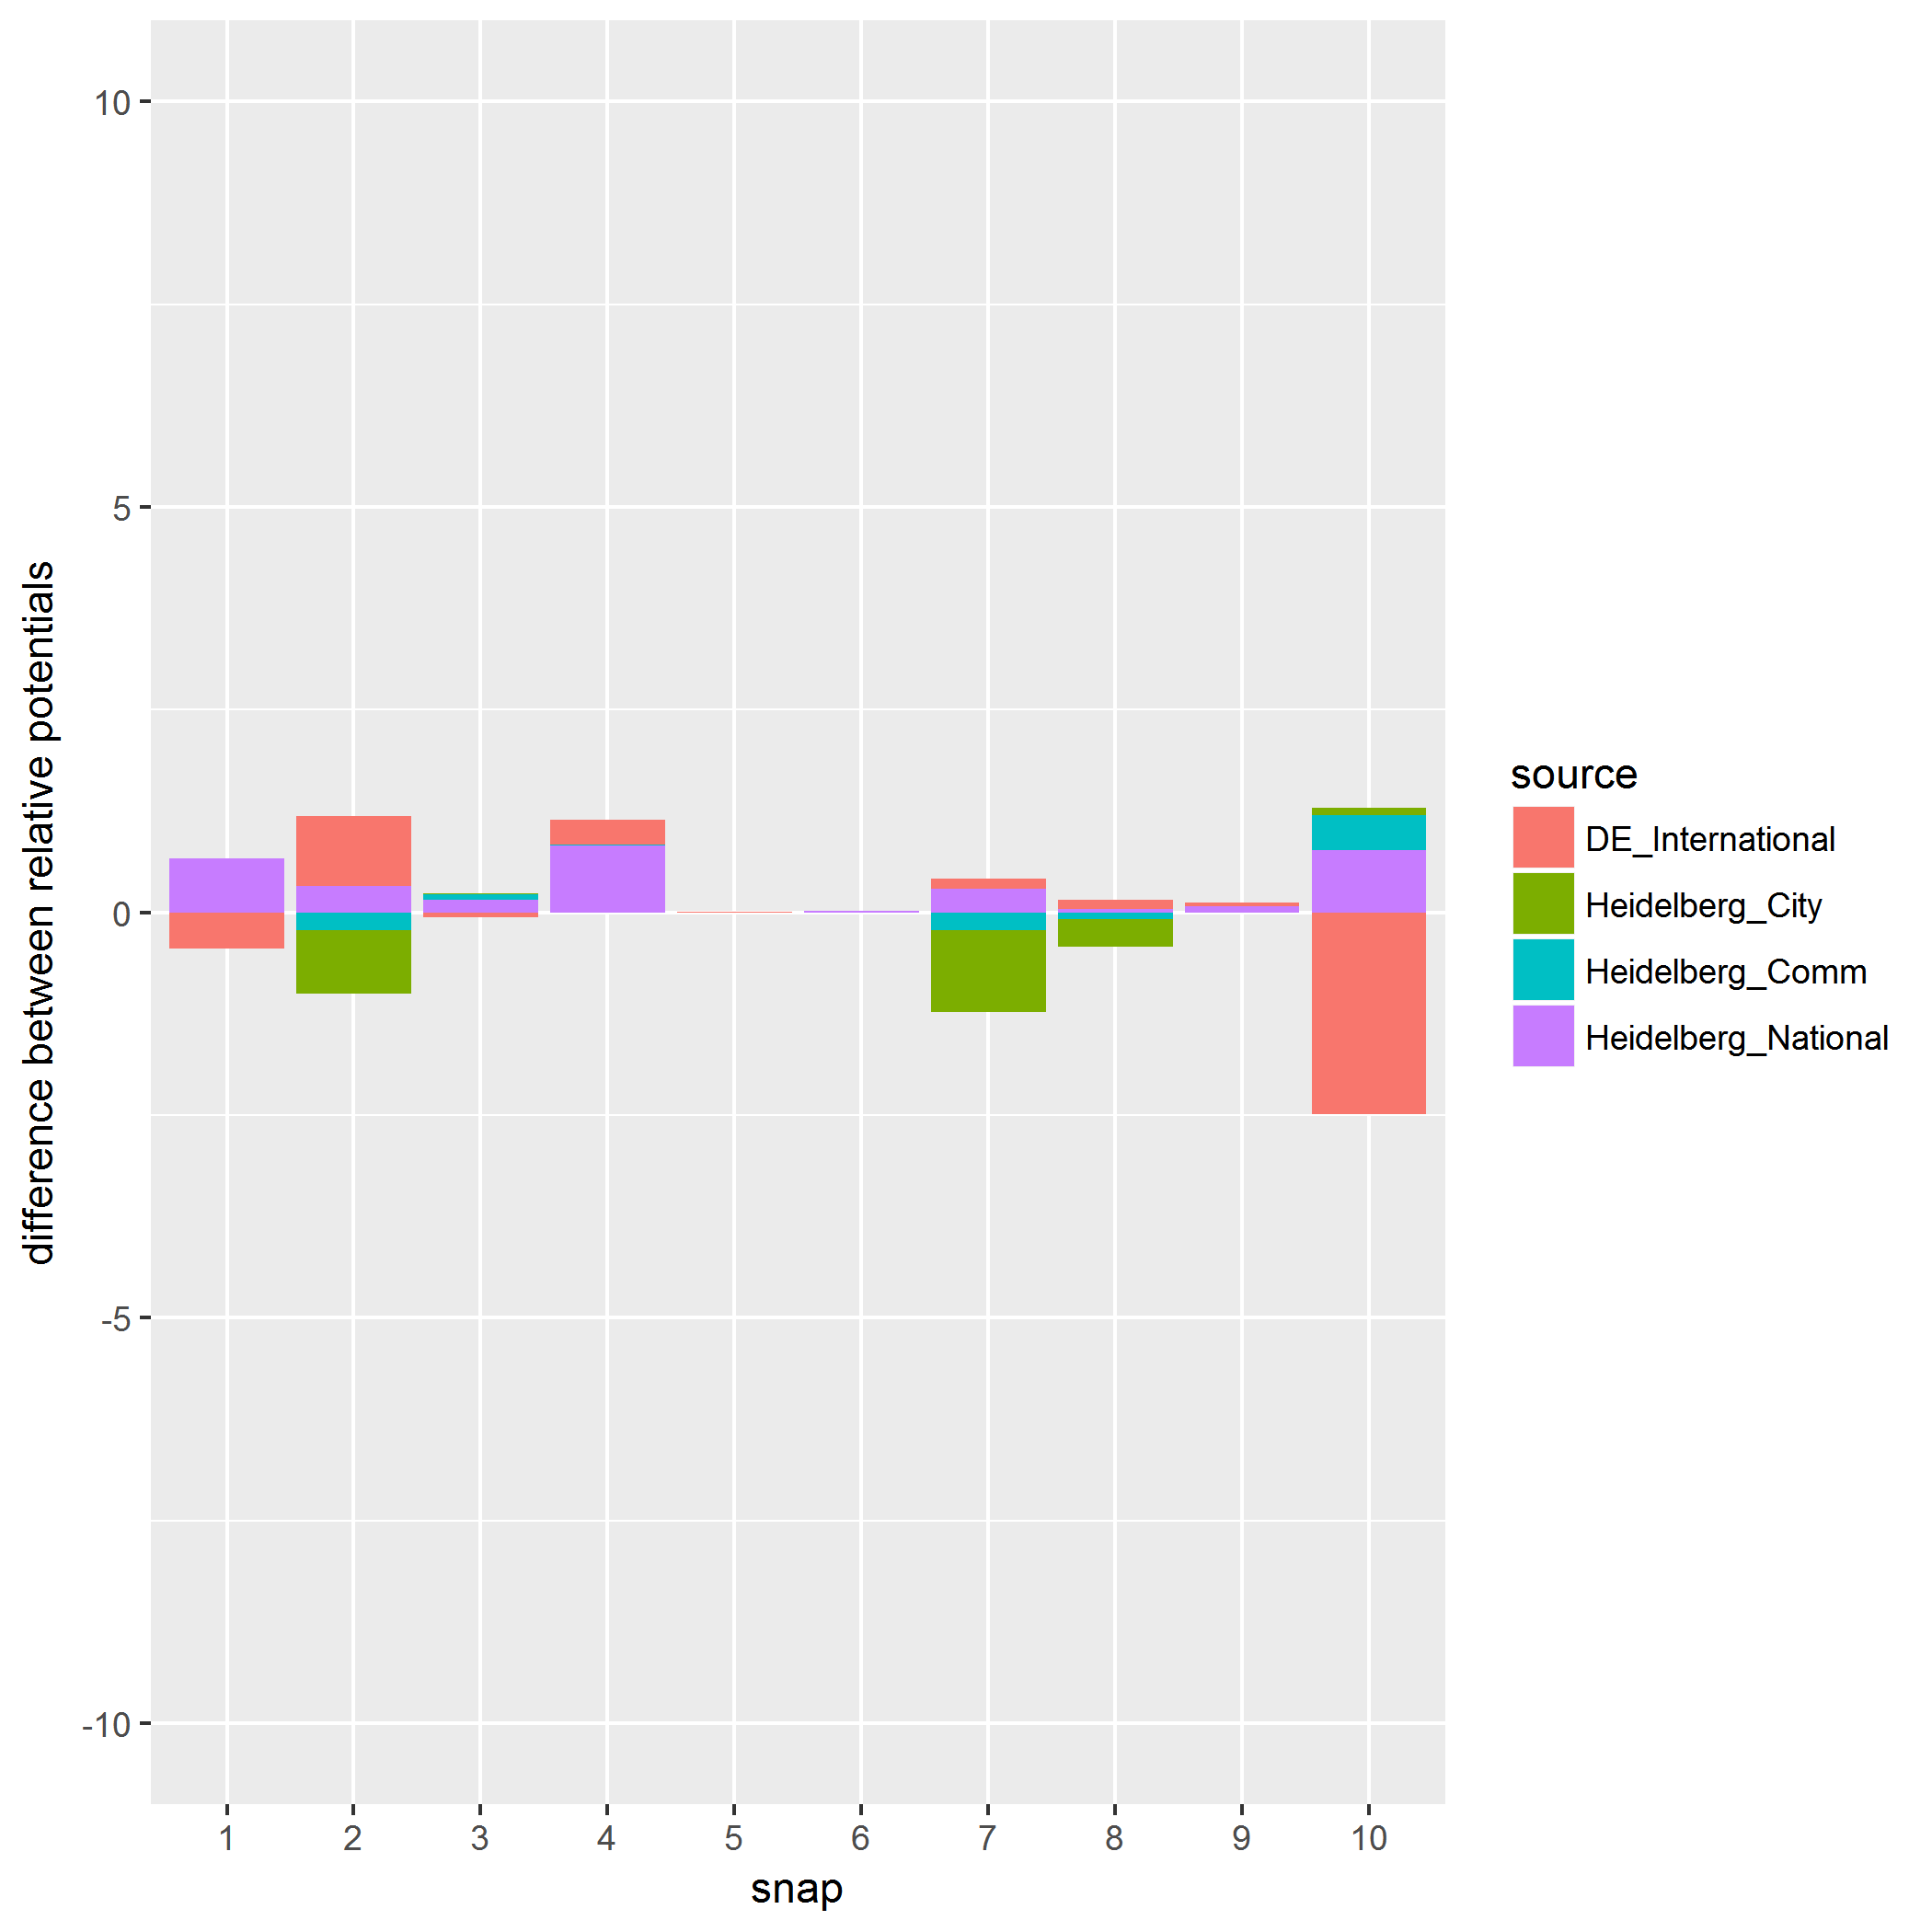 difference between relative potentials
10
5
0
-5
-10
1 2 3 4 5 6 7 8 9 10
snap
source
DE_International
Heidelberg_City
Heidelberg_Comm
Heidelberg_National